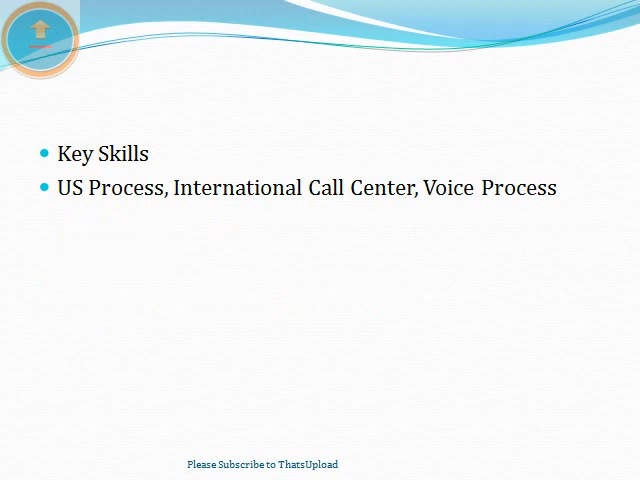 Key Skills
US Process, International Call Center, Voice Process
Please Subscribe to ThatsUpload